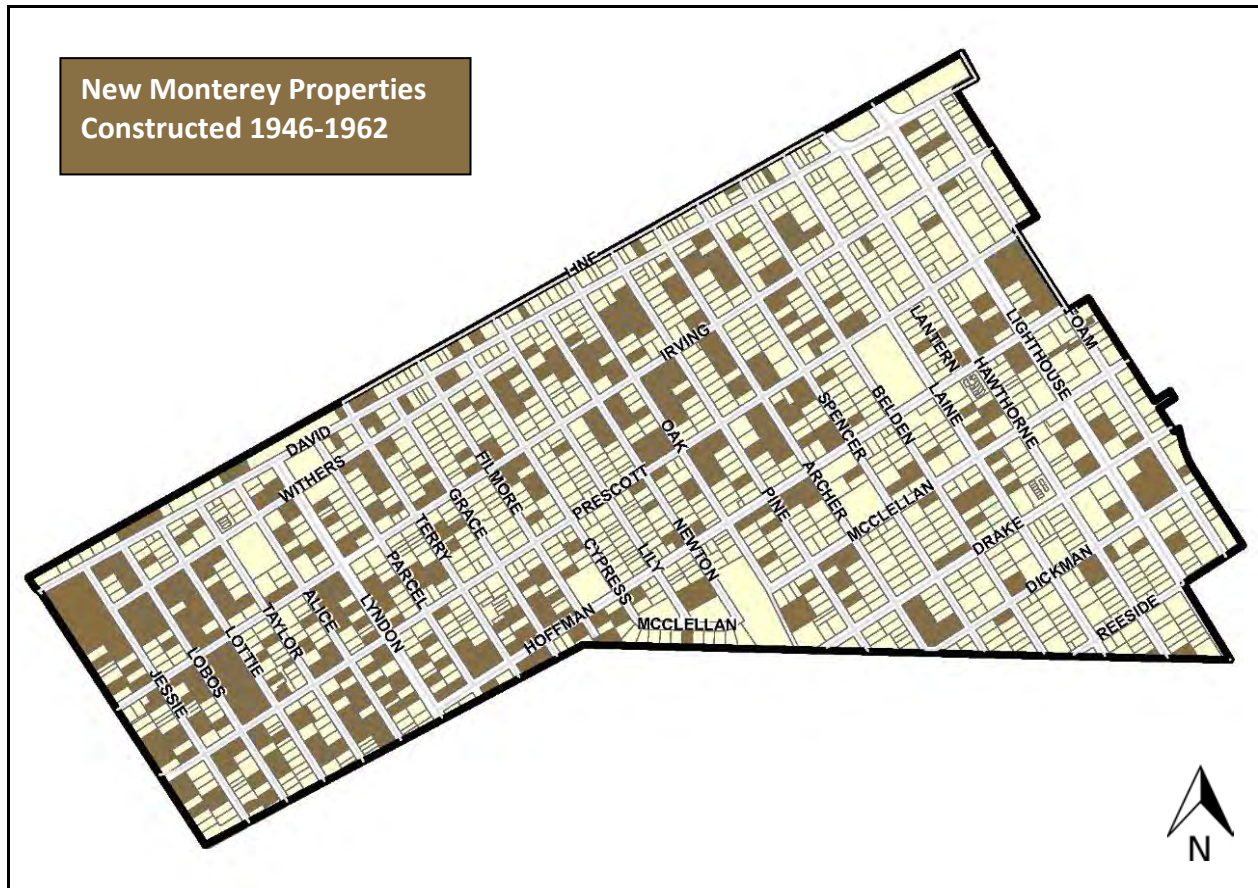 New Monterey Properties
Constructed 1946-1962
LINE
DAVID
WITHERS
IRVING
PRESCOTT
HOFFMAN
MCCLELLAN
MCCLELLAN
DRAKE
DICKMAN
REESIDE
JESSIE
LOBOS
LOTTIE
TAYLOR
ALICE
LYNDON
PARCEL
TERRY
GRACE
FILMORE
CYPRESS
LILY
NEWTON
OAK
PINE
ARCHER
SPENCER
BELDEN
LAINE
LANTERN
HAWTHORNE
LIGHTHOUSE
FOAM
N